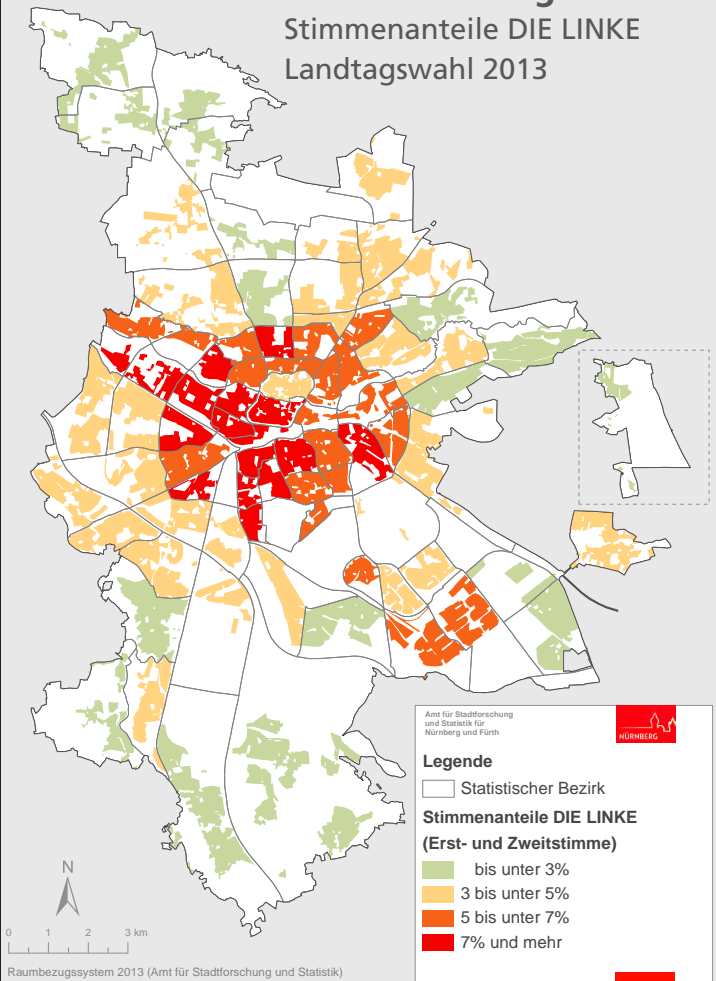 Stimmenanteile DIE LINKE
Landtagswahl 2013
Amt für Stadtforschung
und Statistik für
Nürnberg und Fürth
NÜRNBERG
Legende
Statistischer Bezirk
Stimmenanteile DIE LINKE
(Erst- und Zweitstimme)
bis unter 3%
3 bis unter 5%
5 bis unter 7%
7% und mehr
N
0 1 2 3 km
Raumbezugssystem 2013 (Amt für Stadtforschung und Statistik)